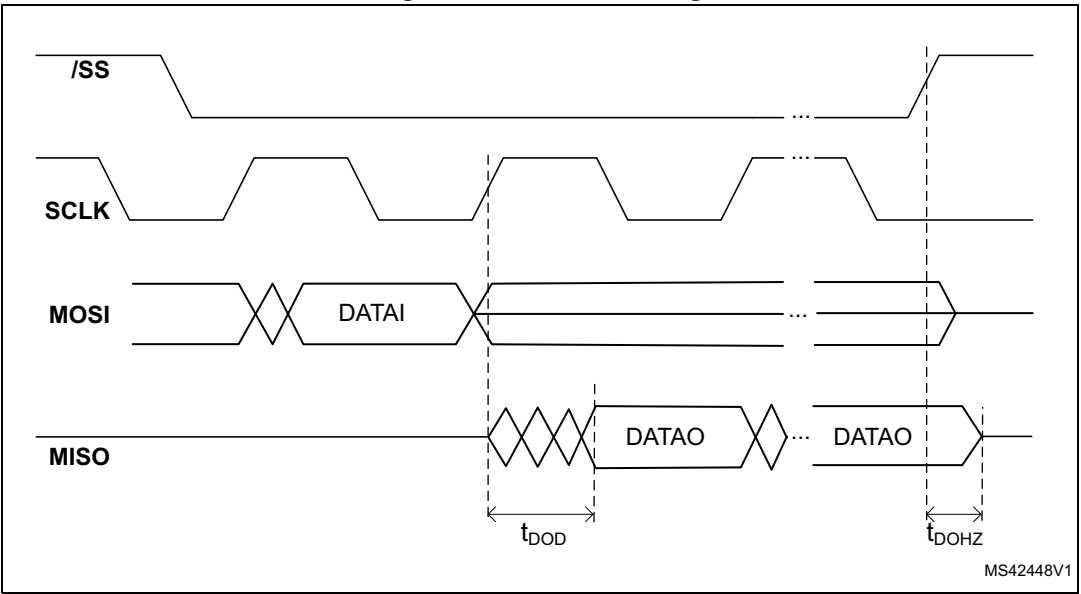 /SS
...
...
SCLK
MOSI
DATAI
...
MISO
DATAO
...
DATAO
tDOD
tDOHZ
MS42448V1